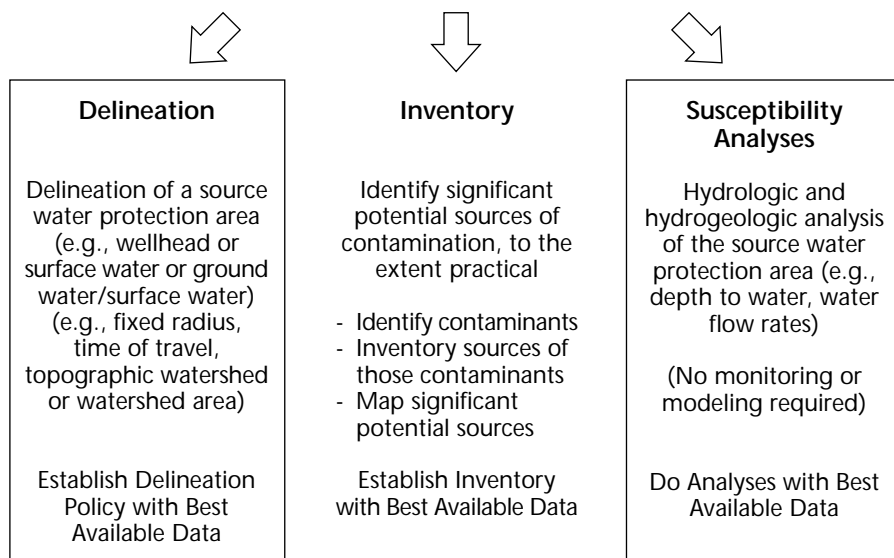 Delineation
Delineation of a source
water protection area
(e.g., wellhead or
surface water or ground
water/surface water)
(e.g., fixed radius,
time of travel,
topographic watershed
or watershed area)
Establish Delineation
Policy with Best
Available Data
Inventory
Identify significant
potential sources of
contamination, to the
extent practical
- Identify contaminants
- Inventory sources of
those contaminants
- Map significant
potential sources
Establish Inventory
with Best Available Data
Susceptibility
Analyses
Hydrologic and
hydrogeologic analysis
of the source water
protection area (e.g.,
depth to water, water
flow rates)
(No monitoring or
modeling required)
Do Analyses with Best
Available Data